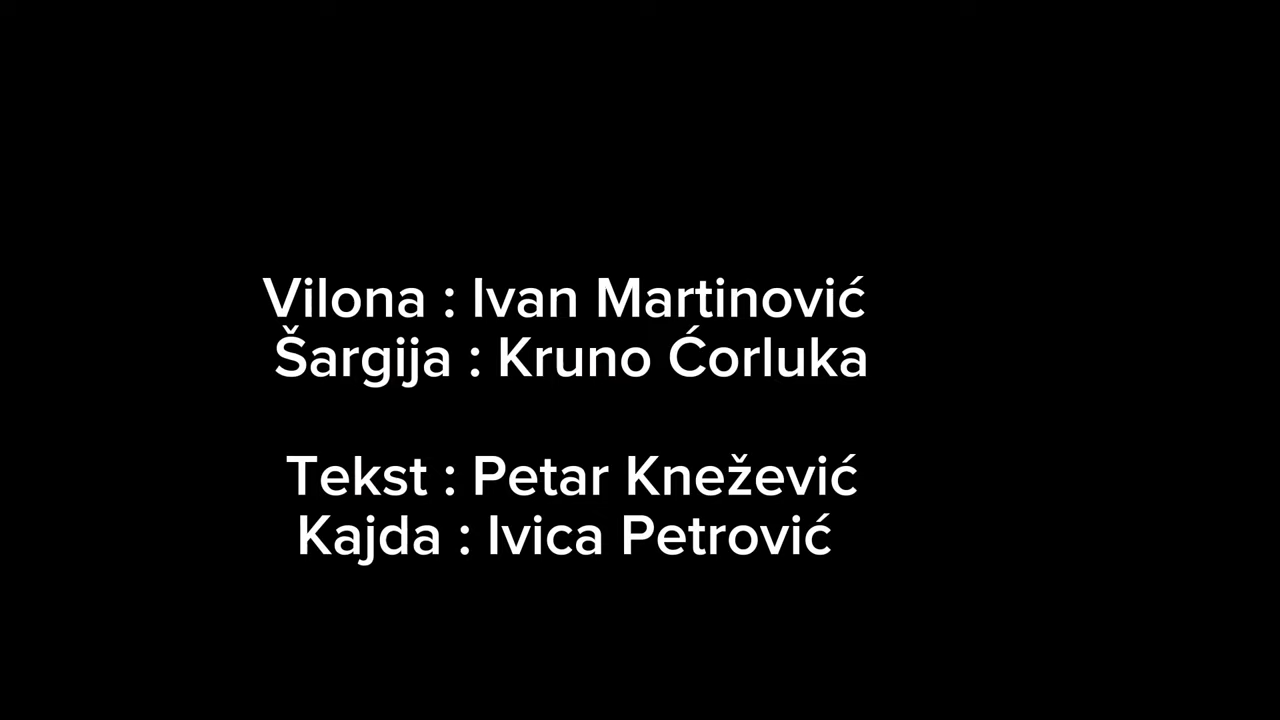 Vilona : Ivan Martinović
Šargija : Kruno Ćorluka
Tekst : Petar Knežević
Kajda : Ivica Petrović